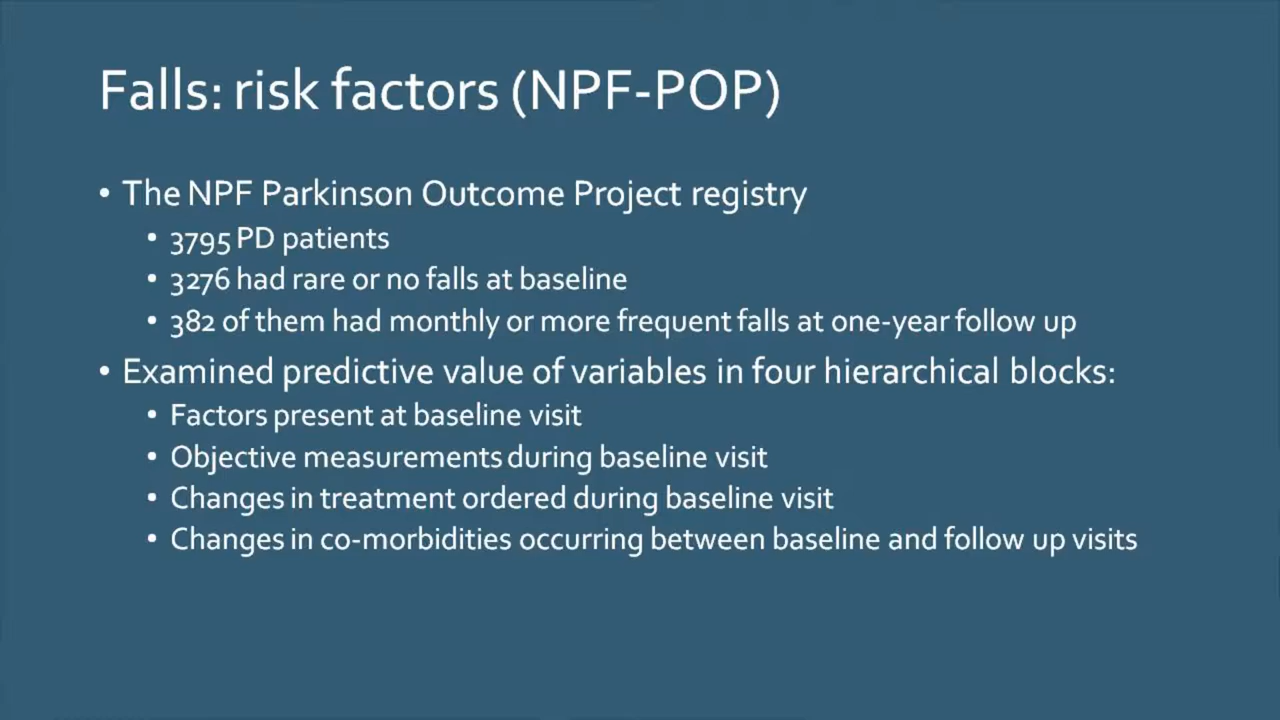 Falls: risk factors (NPF-POP)
• The NPF Parkinson Outcome Project registry
• 3795 PD patients
• 3276 had rare or no falls at baseline
• 382 of them had monthly or more frequent falls at one-year follow up
• Examined predictive value of variables in four hierarchical blocks:
• Factors present at baseline visit
• Objective measurements during baseline visit
• Changes in treatment ordered during baseline visit
• Changes in co-morbidities occurring between baseline and follow up visits